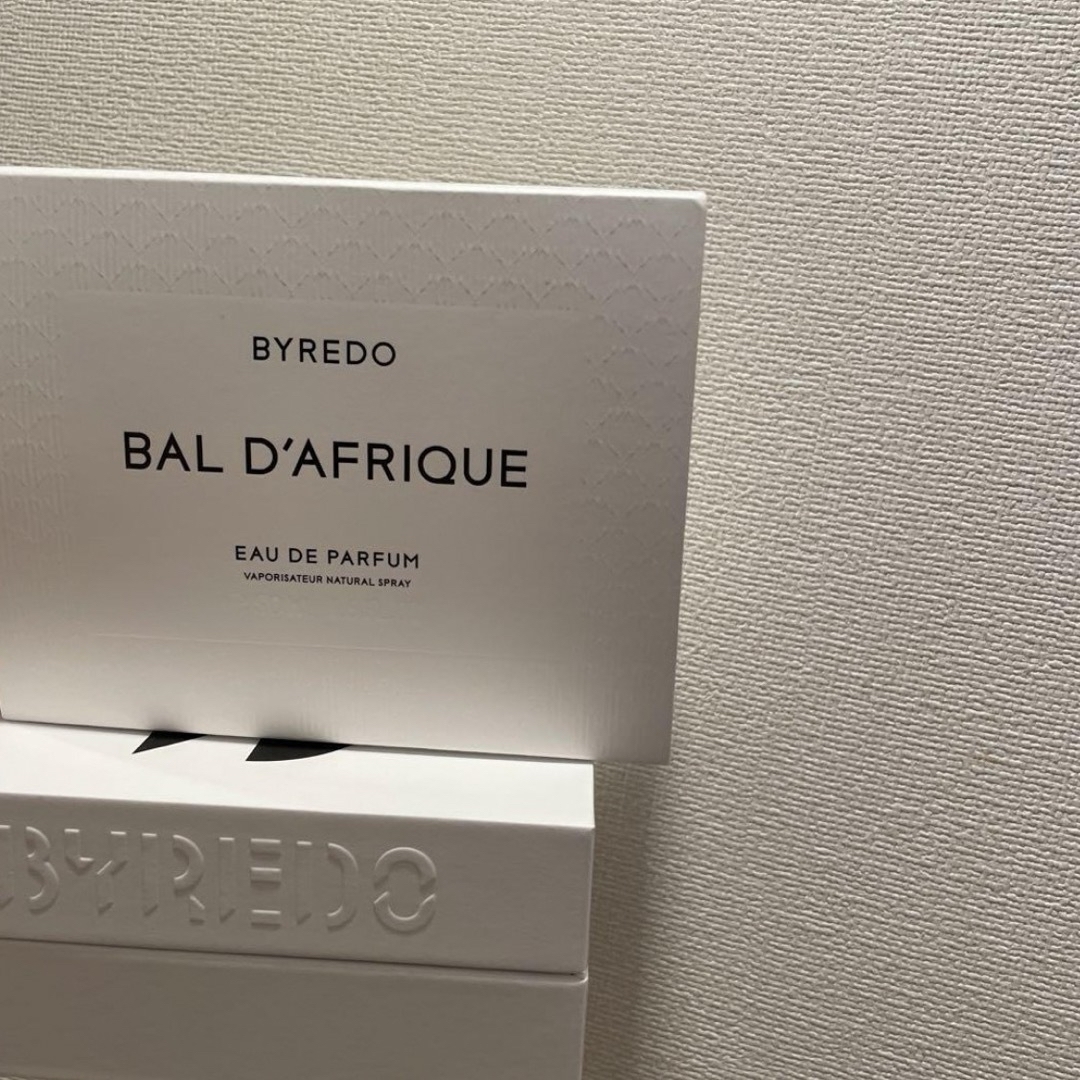 BYREDO
BAL D'AFRIQUE
EAU DE PARFUM
VAPORISATEUR NATURAL SPRAY
BYREDO